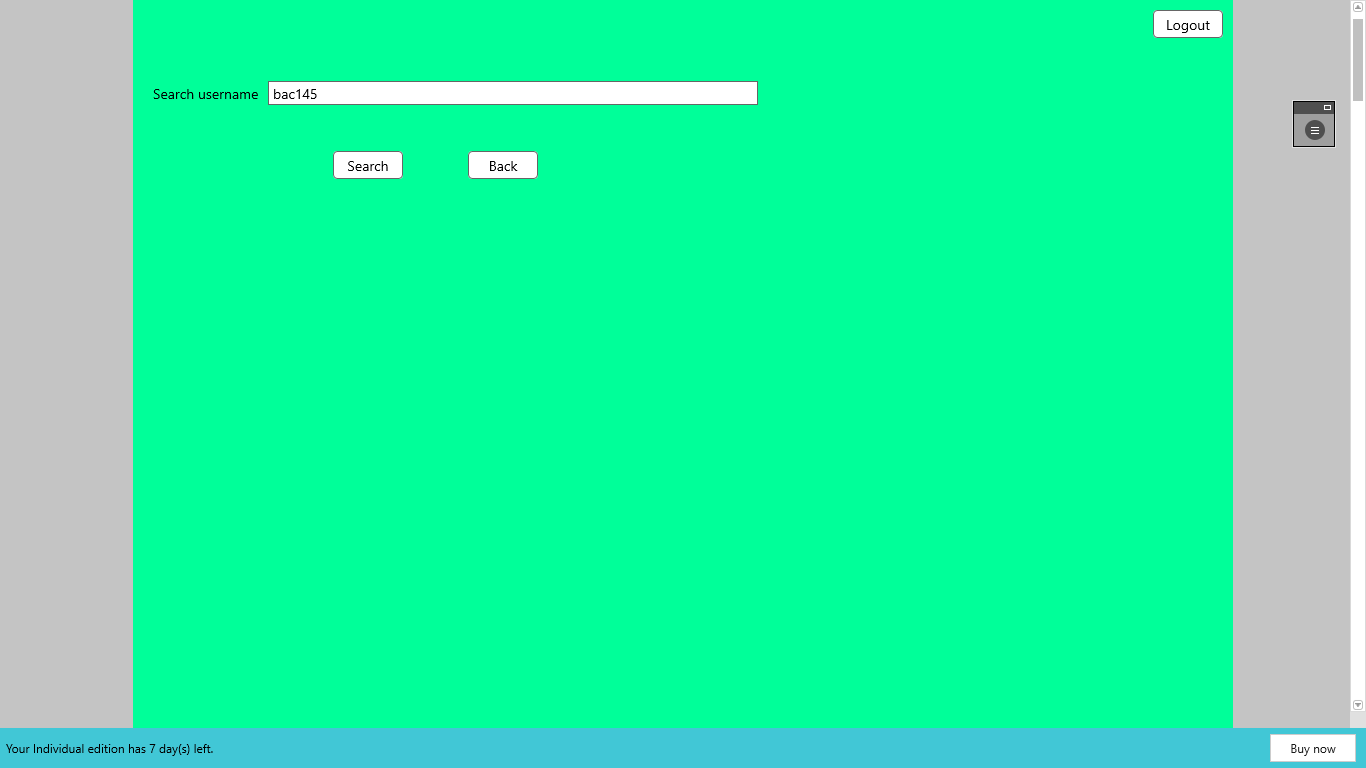 Logout
Search username bac145
Search Back
Your Individual edition has 7 day(s) left. Buy now